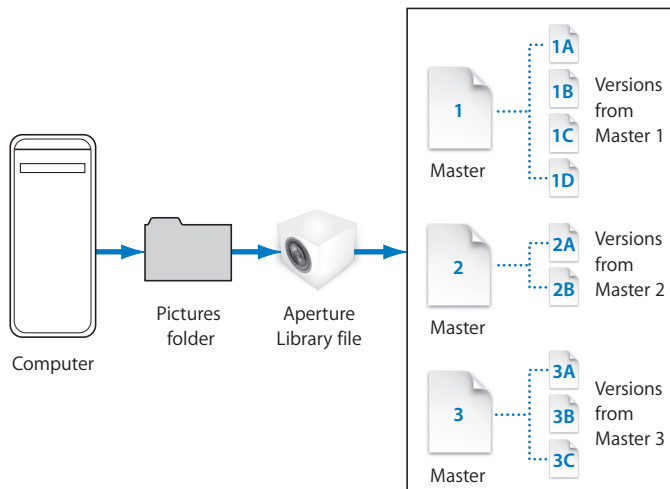 Computer
Pictures
folder
Aperture
Library file
1
Master
1A
1B
1C
1D
Versions
from
Master 1
2
Master
2A
2B
Versions
from
Master 2
3
Master
3A
3B
3C
Versions
from
Master 3